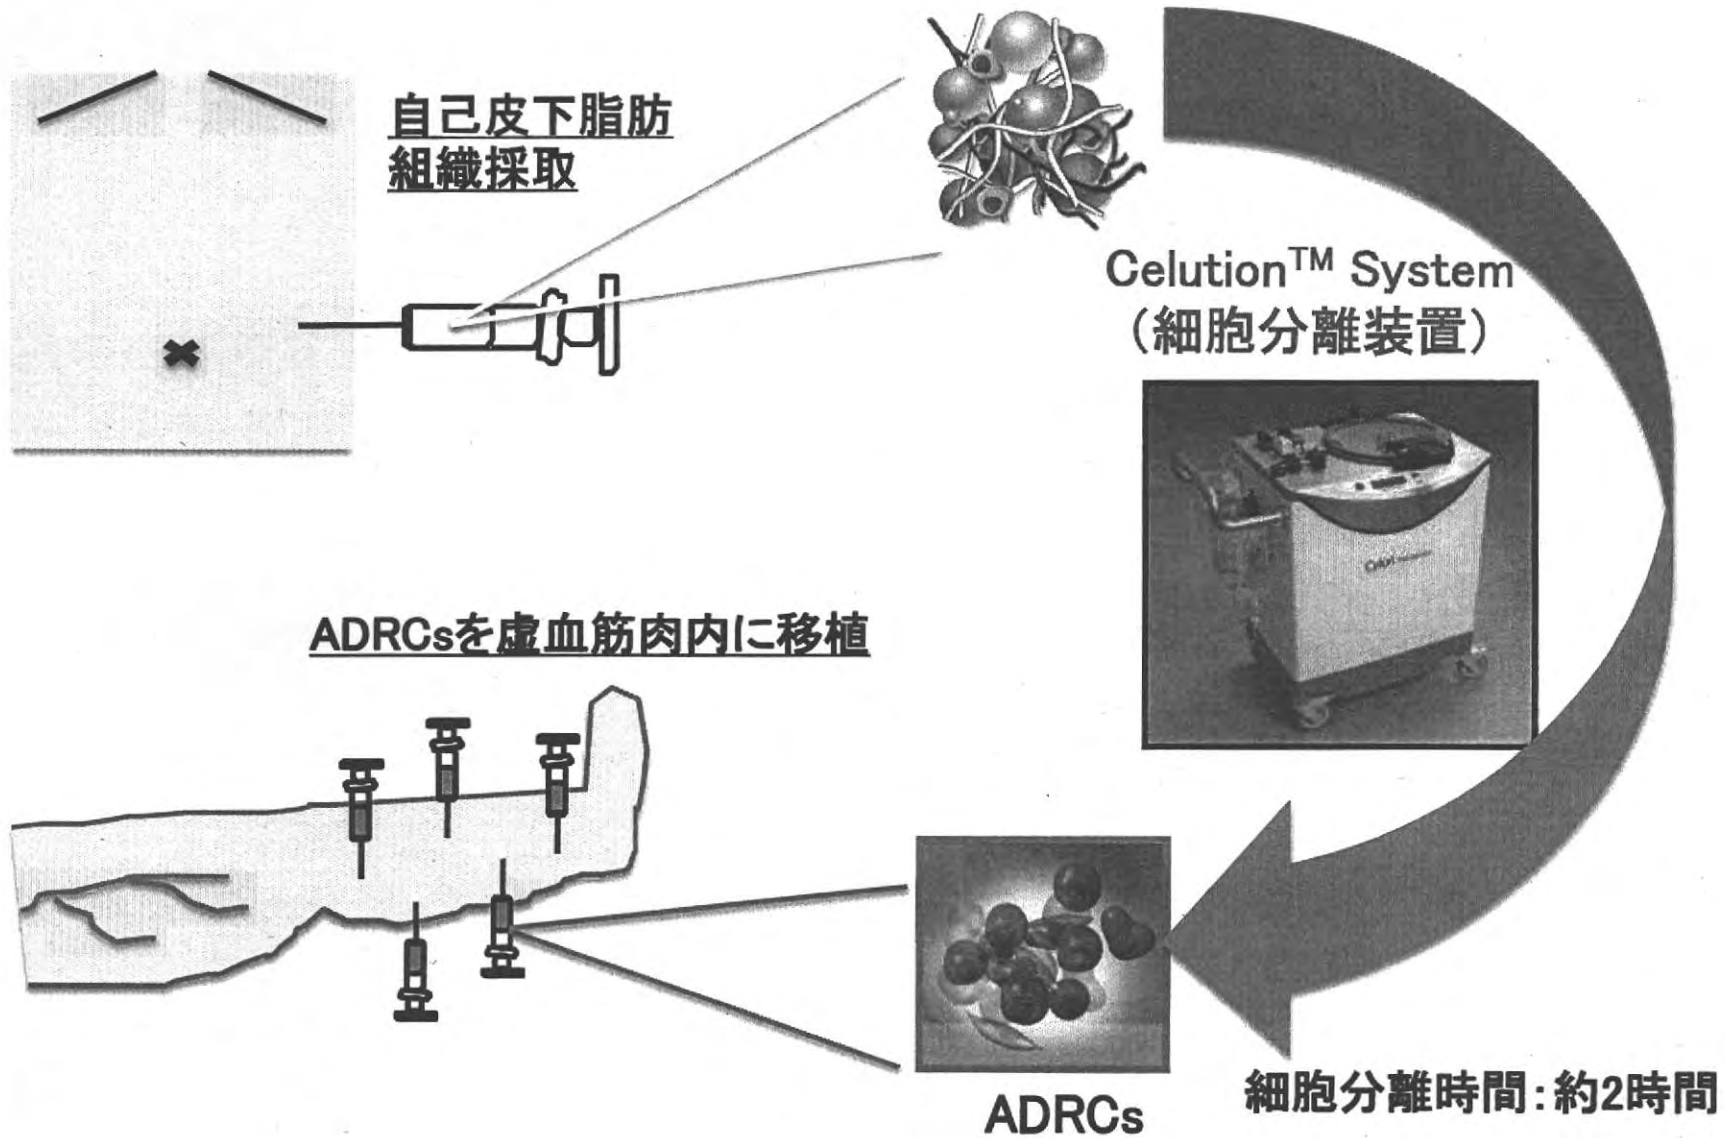 自己皮下脂肪
組織採取
Celution™ System
（細胞分離装置）
ADRCsを虚血筋肉内に移植
ADRCs
細胞分離時間：約2時間